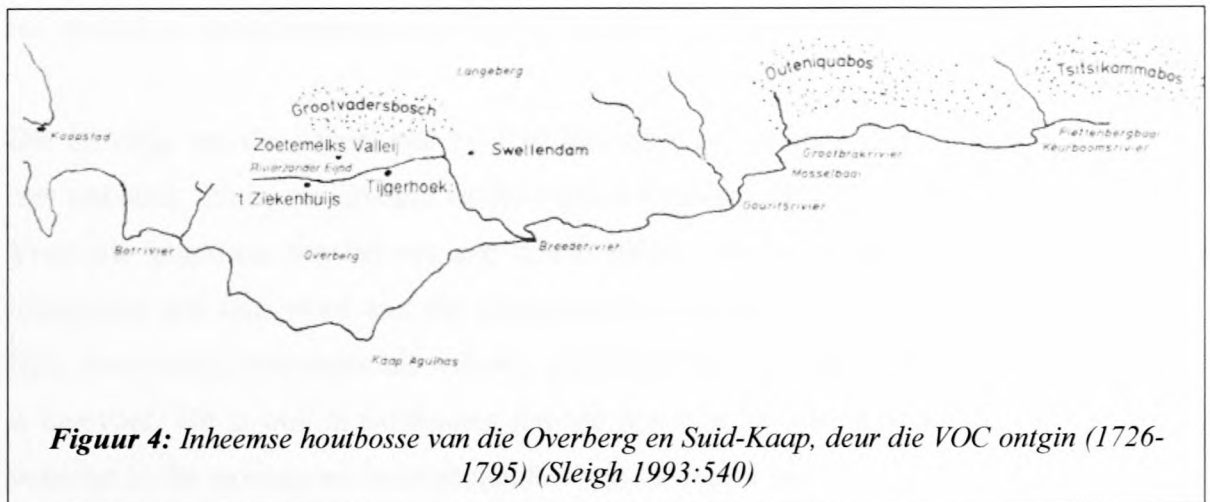 Langeberg
Outeniquabos
Tsitsikammabos
Grootvadersbosch
Kaapstad
Zoetemelks Valleij
Swellendam
Plettenbergbaai
Rivierzonder Eijnd
Grootbrakrivier
Keurboomsrivier
Tijgerhoek
Mosselbaai
't Ziekenhuijs
Gouritsrivier
Botrivier
Overberg
Breederivier
Kaap Agulhas
Figuur 4: Inheemse houtbosse van die Overberg en Suid-Kaap, deur die VOC ontgin (1726-
1795) (Sleigh 1993:540)